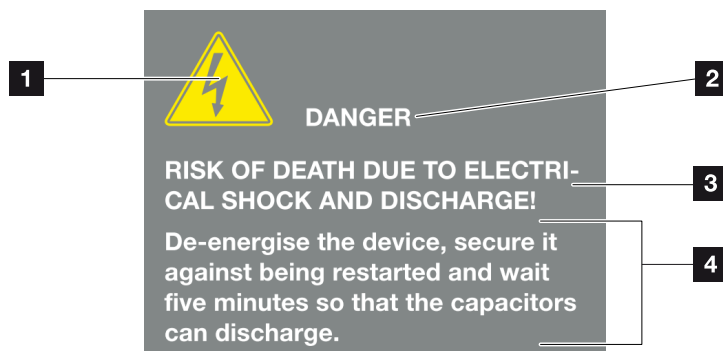 1
2
DANGER
RISK OF DEATH DUE TO ELECTRI-
CAL SHOCK AND DISCHARGE!
3
De-energise the device, secure it
against being restarted and wait
five minutes so that the capacitors
can discharge.
4